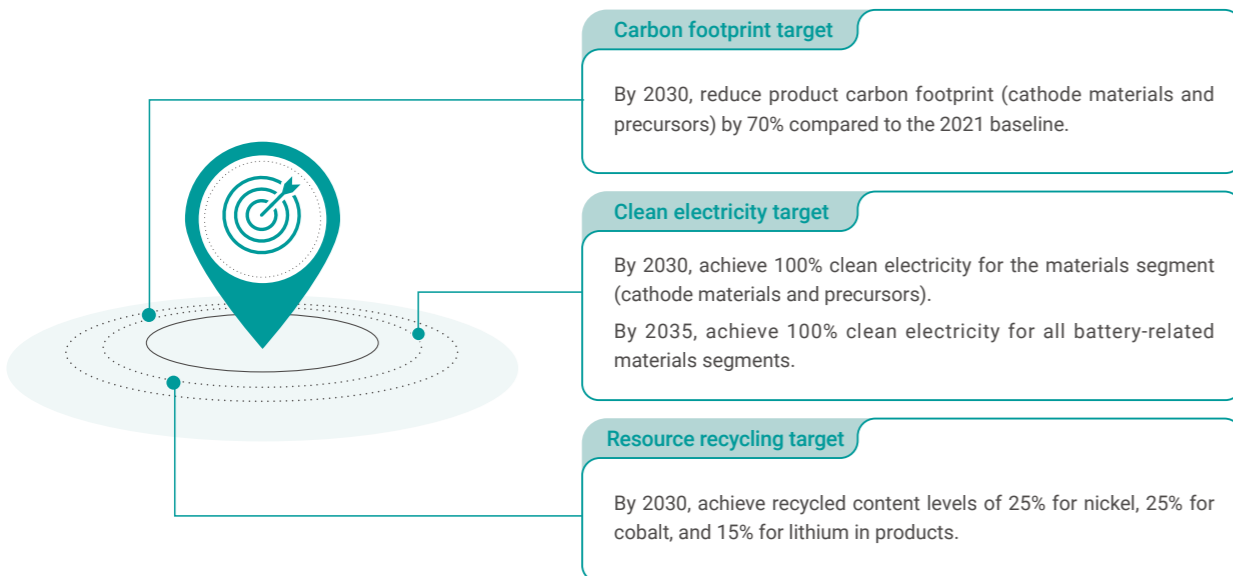 Carbon footprint target
By 2030, reduce product carbon footprint (cathode materials and
precursors) by 70% compared to the 2021 baseline.
Clean electricity target
By 2030, achieve 100% clean electricity for the materials segment
(cathode materials and precursors).
By 2035, achieve 100% clean electricity for all battery-related
materials segments.
Resource recycling target
By 2030, achieve recycled content levels of 25% for nickel, 25% for
cobalt, and 15% for lithium in products.